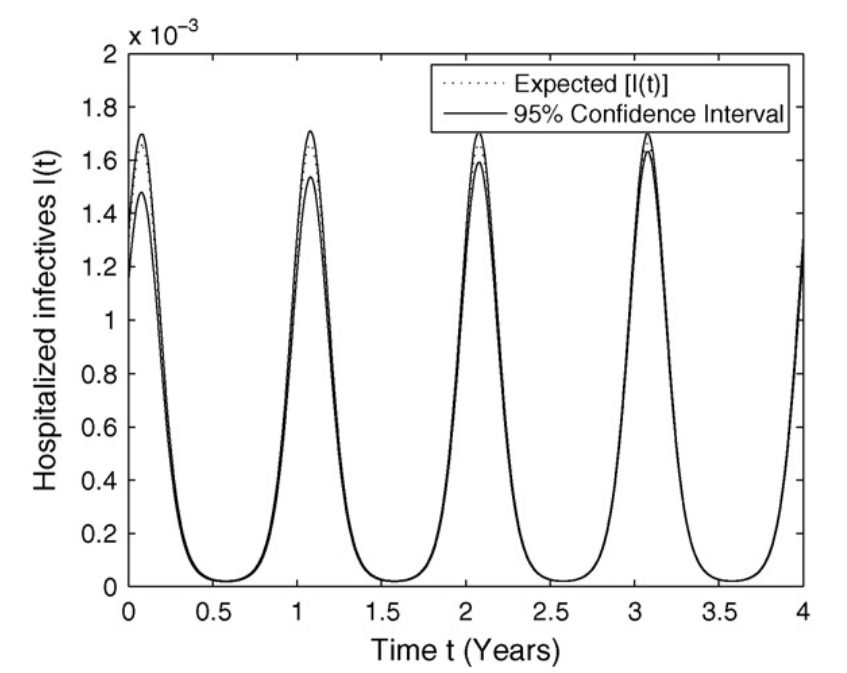 x 10⁻³
2
1.8
1.6
1.4
1.2
1
0.8
0.6
0.4
0.2
0
Hospitalized infectives I(t)
Expected [I(t)]
95% Confidence Interval
0 0.5 1 1.5 2 2.5 3 3.5 4
Time t (Years)